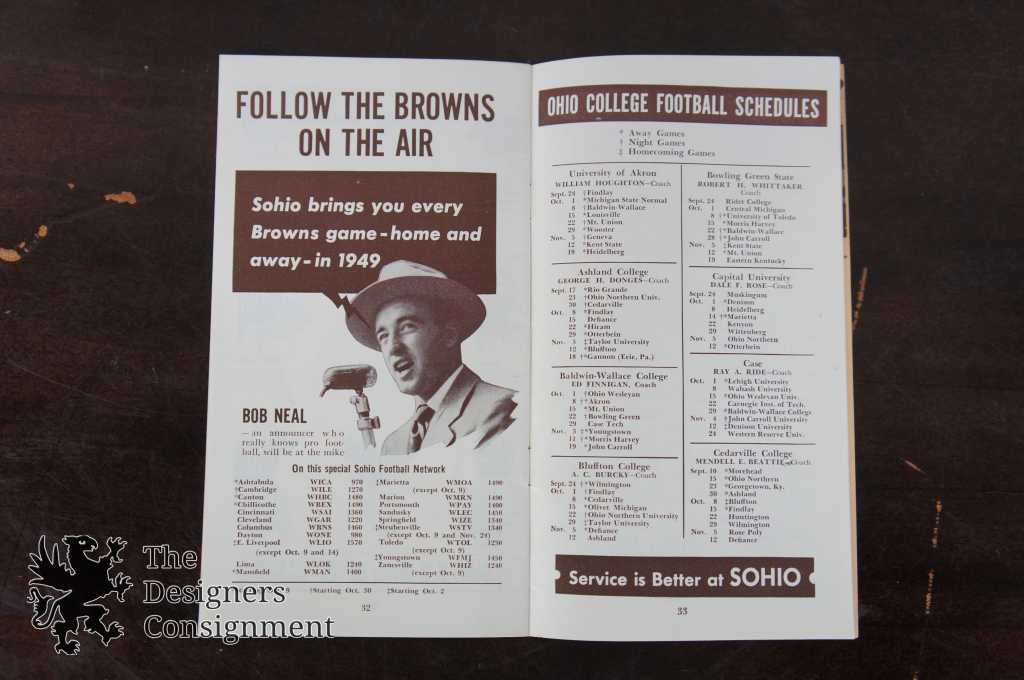 FOLLOW THE BROWNS
ON THE AIR
Sohio brings you every
Browns game-home and
away-in 1949
BOB NEAL
—an announcer who
really knows pro foot-
ball, will be at the mike
On this special Sohio Football Network
*Ashtabula WICA 970
*Cambridge WILE 1270
*Canton WHBC 1480
*Chillicothe WBEX 1490
Cincinnati WSAI 1360
Cleveland WGAR 1220
Columbus WBNS 1460
Dayton WONE 980
‡E. Liverpool WLIO 1570
(except Oct. 9 and 14)
Lima WLOK 1240
*Mansfield WMAN 1400
‡Marietta WMOA 1490
(except Oct. 9)
Marion WMRN 1490
Portsmouth WPAY 1400
Sandusky WLEC 1450
Springfield WIZE 1340
‡Steubenville WSTV 1340
(except Oct. 9 and Nov. 24)
Toledo WTOL 1230
(except Oct. 9)
‡Youngstown WFMJ 1450
Zanesville WHIZ 1240
(except Oct. 9)
9 †Starting Oct. 30 ‡Starting Oct. 2
32
OHIO COLLEGE FOOTBALL SCHEDULES
* Away Games
† Night Games
‡ Homecoming Games
University of Akron
WILLIAM HOUGHTON—Coach
Sept. 24 †Findlay
Oct. 1 *Michigan State Normal
8 †Baldwin-Wallace
15 *Louisville
22 †Mt. Union
29 *Wooster
Nov. 5 †Geneva
12 *Kent State
18 *Heidelberg
Ashland College
GEORGE H. DONGES—Coach
Sept. 17 *Rio Grande
23 †Ohio Northern Univ.
30 †Cedarville
Oct. 8 *Findlay
15 Defiance
22 *Hiram
29 *Otterbein
Nov. 5 ‡Taylor University
12 *Bluffton
18 †*Gannon (Erie, Pa.)
Baldwin-Wallace College
ED FINNIGAN, Coach
Oct. 1 †Ohio Wesleyan
8 †*Akron
15 *Mt. Union
22 †Bowling Green
29 Case Tech
Nov. 5 †*Youngstown
11 †*Morris Harvey
19 *John Carroll
Bluffton College
A. C. BURCKY—Coach
Sept. 24 †*Wilmington
Oct. 1 †Findlay
8 *Cedarville
15 *Olivet Michigan
22 †Ohio Northern University
29 ‡Taylor University
Nov. 5 *Defiance
12 Ashland
Bowling Green State
ROBERT H. WHITTAKER
Coach
Sept. 24 Rider College
Oct. 1 Central Michigan
8 †*University of Toledo
15 *Morris Harvey
22 †*Baldwin-Wallace
28 †*John Carroll
Nov. 5 ‡Kent State
12 *Mt. Union
19 Eastern Kentucky
Capital University
DALE F. ROSE—Coach
Sept. 24 Muskingum
Oct. 1 *Denison
8 Heidelberg
14 †*Marietta
22 Kenyon
29 Wittenberg
Nov. 5 Ohio Northern
12 *Otterbein
Case
RAY A. RIDE—Coach
Oct. 1 *Lehigh University
8 Wabash University
15 *Ohio Wesleyan Univ.
22 Carnegie Inst. of Tech.
29 *Baldwin-Wallace College
Nov. 4 †John Carroll University
12 ‡Denison University
24 Western Reserve Univ.
Cedarville College
MENDELL E. BEATTIE—Coach
Sept. 10 *Morehead
15 *Ohio Northern
23 *Georgetown, Ky.
30 *Ashland
Oct. 8 ‡Bluffton
15 *Findlay
22 Huntington
29 Wilmington
Nov. 5 Rose Poly
12 Defiance
Service is Better at SOHIO
33
The
Designers
Consignment